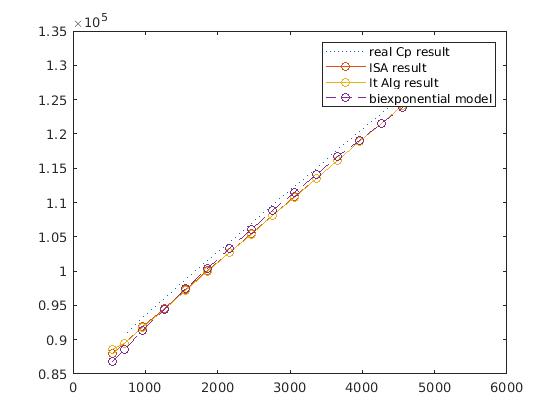 ×10⁵
1.35
real Cp result
ISA result
1.3
It Alg result
1.25
biexponential model
1.2
1.15
1.1
1.05
1
0.95
0.9
0.85
0 1000 2000 3000 4000 5000 6000